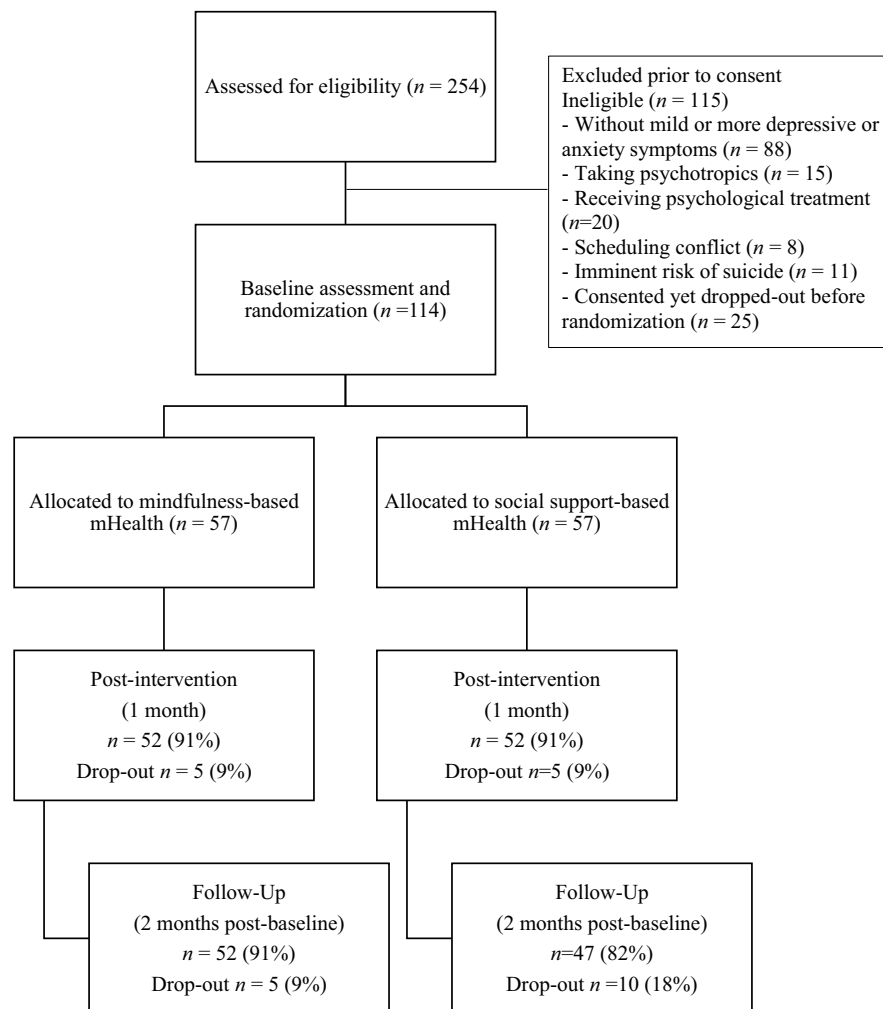 Assessed for eligibility (n = 254)
Excluded prior to consent
Ineligible (n = 115)
- Without mild or more depressive or
anxiety symptoms (n = 88)
- Taking psychotropics (n = 15)
- Receiving psychological treatment
(n=20)
- Scheduling conflict (n = 8)
- Imminent risk of suicide (n = 11)
- Consented yet dropped-out before
randomization (n = 25)
Baseline assessment and
randomization (n =114)
Allocated to mindfulness-based
mHealth (n = 57)
Allocated to social support-based
mHealth (n = 57)
Post-intervention
(1 month)
n = 52 (91%)
Drop-out n = 5 (9%)
Post-intervention
(1 month)
n = 52 (91%)
Drop-out n=5 (9%)
Follow-Up
(2 months post-baseline)
n = 52 (91%)
Drop-out n = 5 (9%)
Follow-Up
(2 months post-baseline)
n=47 (82%)
Drop-out n =10 (18%)